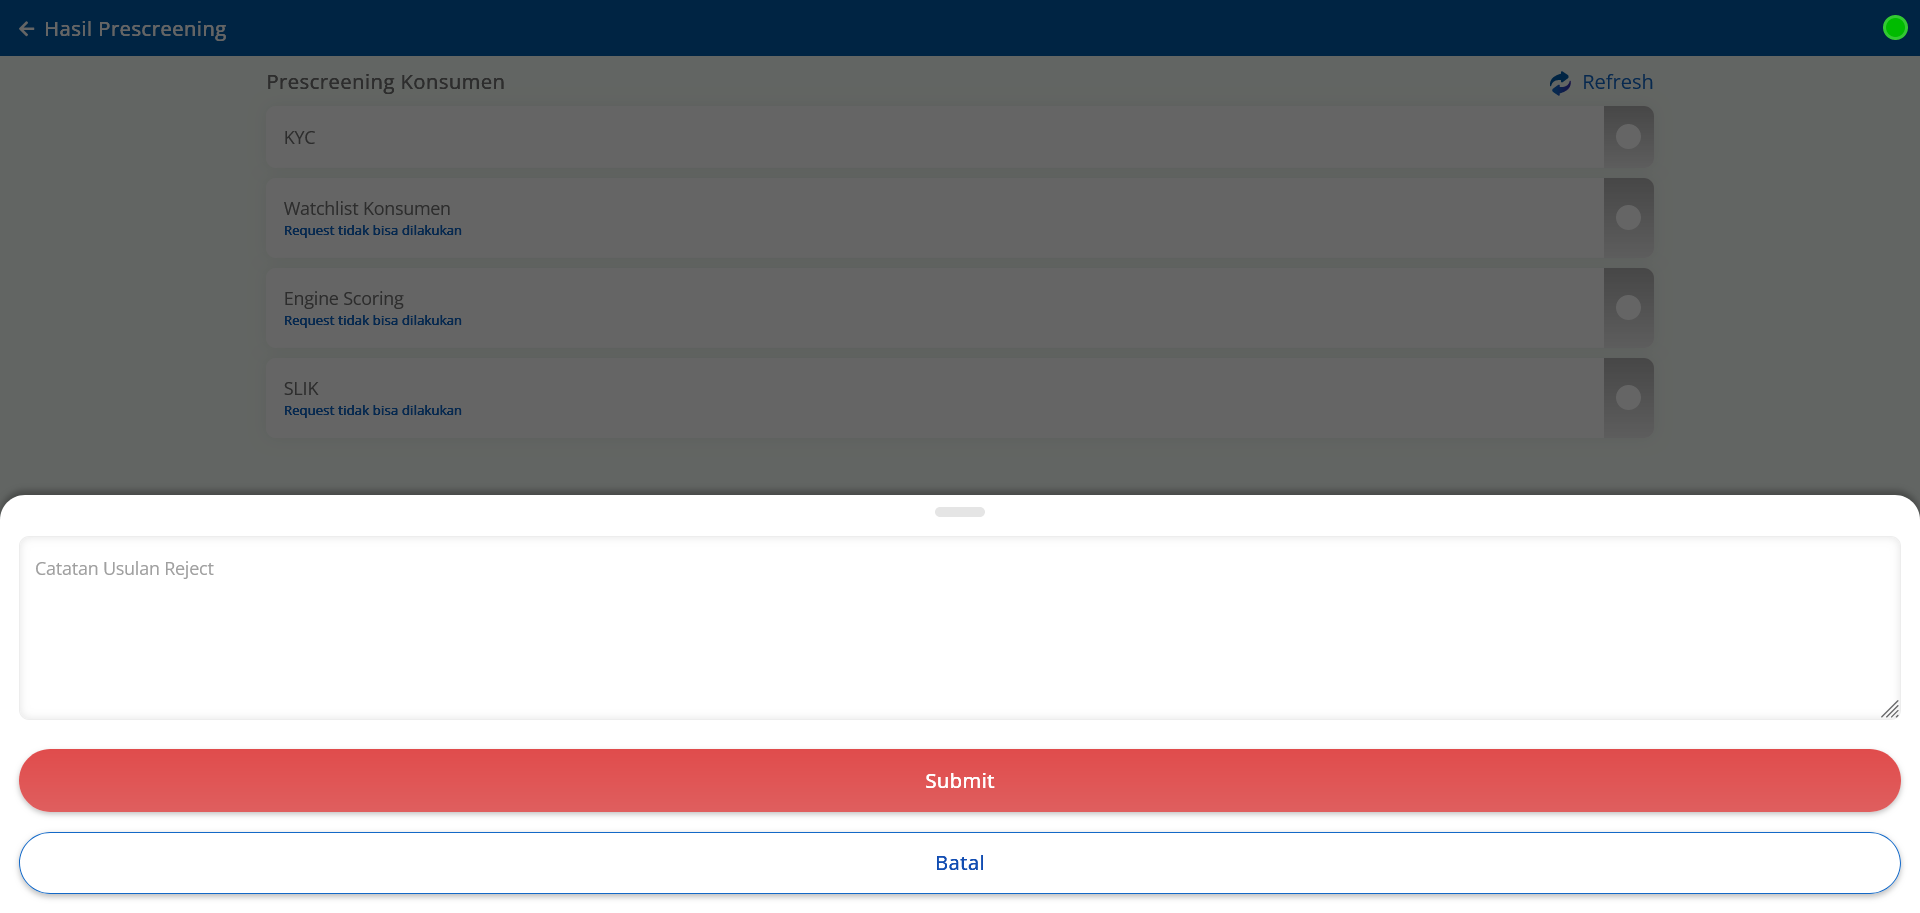 Hasil Prescreening
Prescreening Konsumen
Refresh
KYC
Watchlist Konsumen
Request tidak bisa dilakukan
Engine Scoring
Request tidak bisa dilakukan
SLIK
Request tidak bisa dilakukan
Catatan Usulan Reject
Submit
Batal